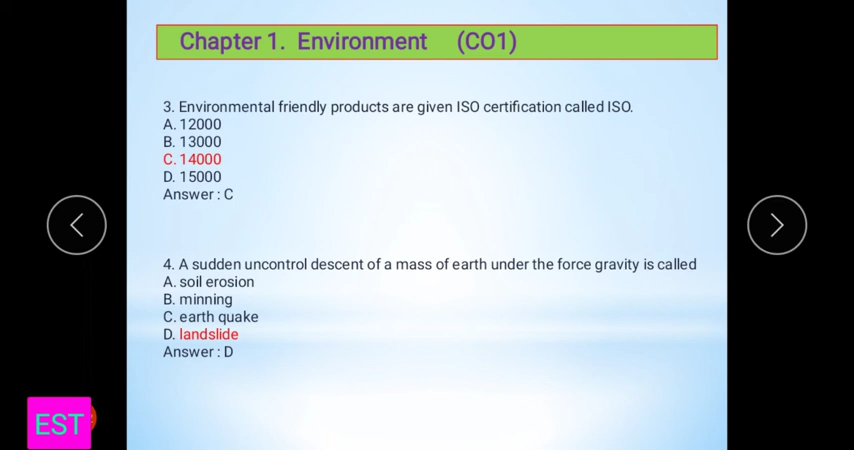 Chapter 1. Environment (CO1)
3. Environmental friendly products are given ISO certification called ISO.
A. 12000
B. 13000
C. 14000
D. 15000
Answer : C
4. A sudden uncontrol descent of a mass of earth under the force gravity is called
A. soil erosion
B. minning
C. earth quake
D. landslide
Answer : D
EST